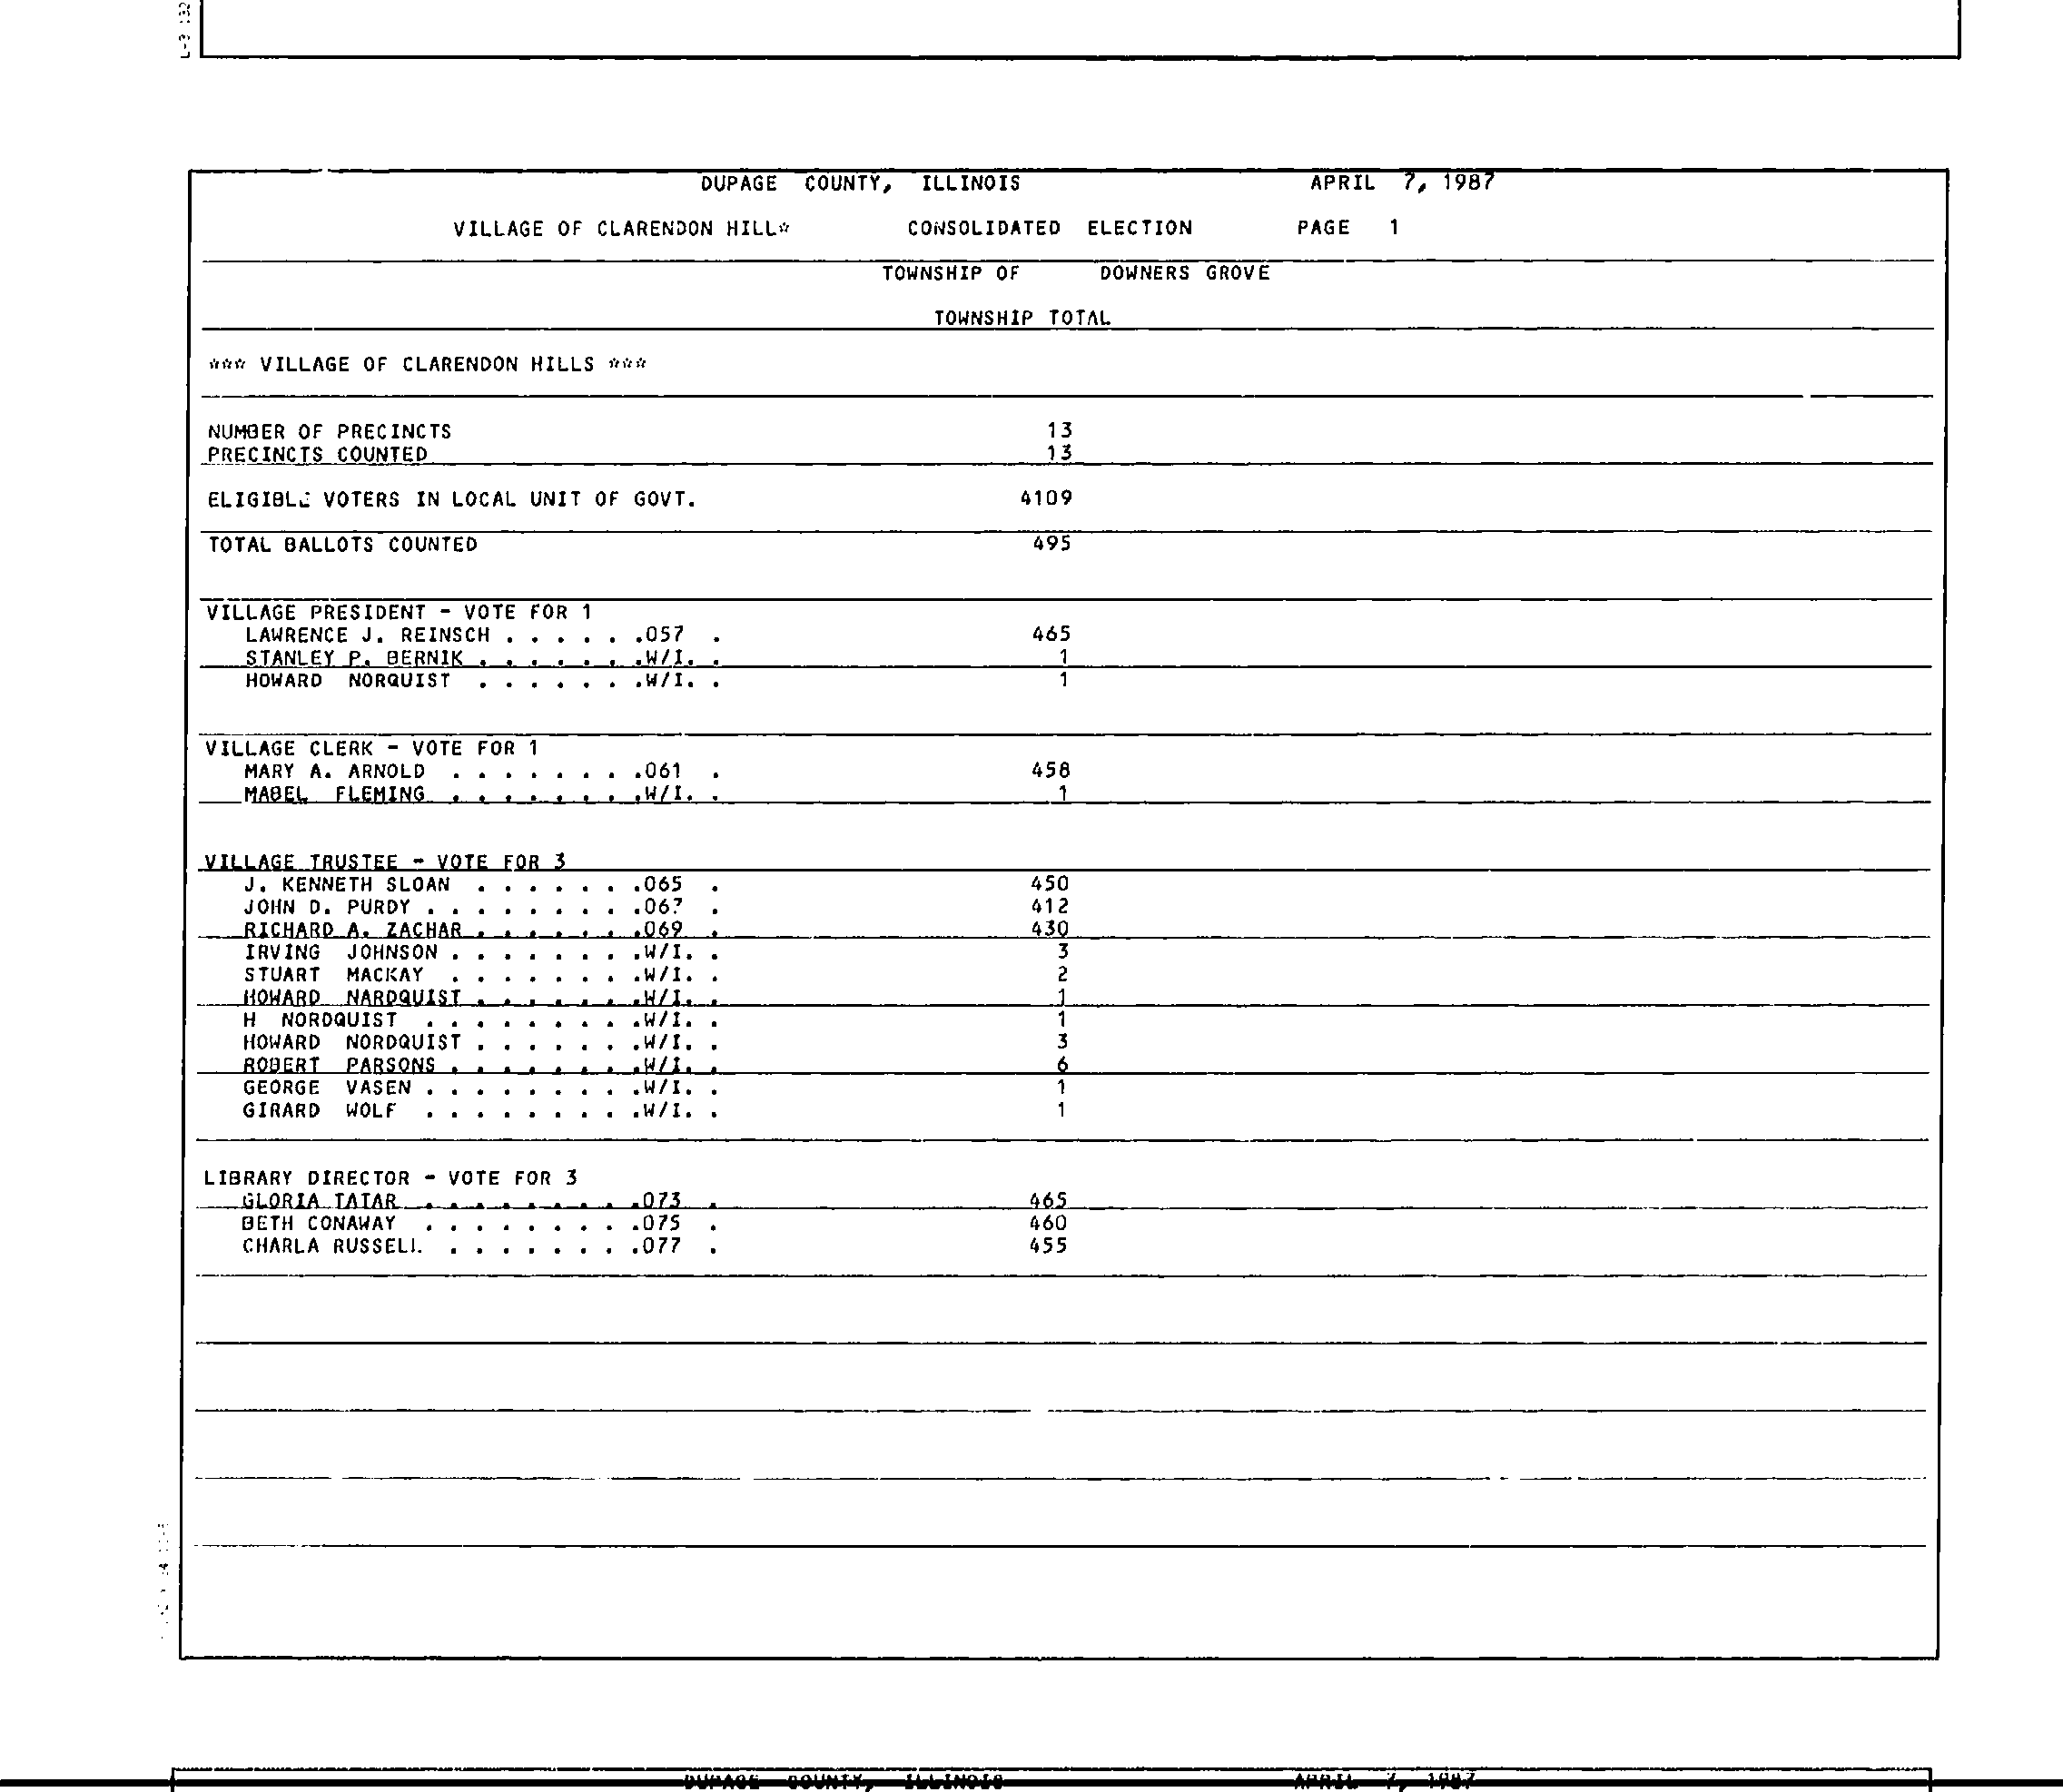 DUPAGE COUNTY, ILLINOIS APRIL 7, 1987
VILLAGE OF CLARENDON HILL* CONSOLIDATED ELECTION PAGE 1
TOWNSHIP OF DOWNERS GROVE
TOWNSHIP TOTAL
*** VILLAGE OF CLARENDON HILLS ***
NUMBER OF PRECINCTS 13
PRECINCTS COUNTED 13
ELIGIBLE VOTERS IN LOCAL UNIT OF GOVT. 4109
TOTAL BALLOTS COUNTED 495
VILLAGE PRESIDENT - VOTE FOR 1
LAWRENCE J. REINSCH . . . . . .057 . 465
STANLEY P. BERNIK . . . . . . .W/I. . 1
HOWARD NORQUIST . . . . . . .W/I. . 1
VILLAGE CLERK - VOTE FOR 1
MARY A. ARNOLD . . . . . . . .061 . 458
MABEL FLEMING . . . . . . . .W/I. . 1
VILLAGE TRUSTEE - VOTE FOR 3
J. KENNETH SLOAN . . . . . . .065 . 450
JOHN D. PURDY . . . . . . . . .067 . 412
RICHARD A. ZACHAR . . . . . . .069 . 430
IRVING JOHNSON . . . . . . . .W/I. . 3
STUART MACKAY . . . . . . . .W/I. . 2
HOWARD NARDQUIST . . . . . . .W/I. . 1
H NORDQUIST . . . . . . . . .W/I. . 1
HOWARD NORDQUIST . . . . . . .W/I. . 3
ROBERT PARSONS . . . . . . . .W/I. . 6
GEORGE VASEN . . . . . . . . .W/I. . 1
GIRARD WOLF . . . . . . . . .W/I. . 1
LIBRARY DIRECTOR - VOTE FOR 3
GLORIA TATAR . . . . . . . . .073 . 465
BETH CONAWAY . . . . . . . . .075 . 460
CHARLA RUSSELL . . . . . . . .077 . 455
DUPAGE COUNTY, ILLINOIS APRIL 7, 1987